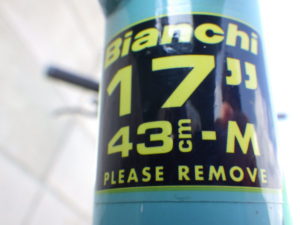 Bianchi
17”
43cm-M
PLEASE REMOVE